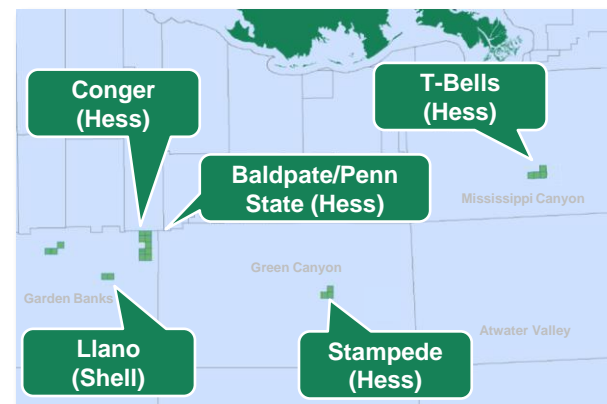 T-Bells
(Hess)
Conger
(Hess)
Baldpate/Penn
State (Hess)
Mississippi Canyon
Green Canyon
Garden Banks
Llano
(Shell)
Stampede
(Hess)
Atwater Valley